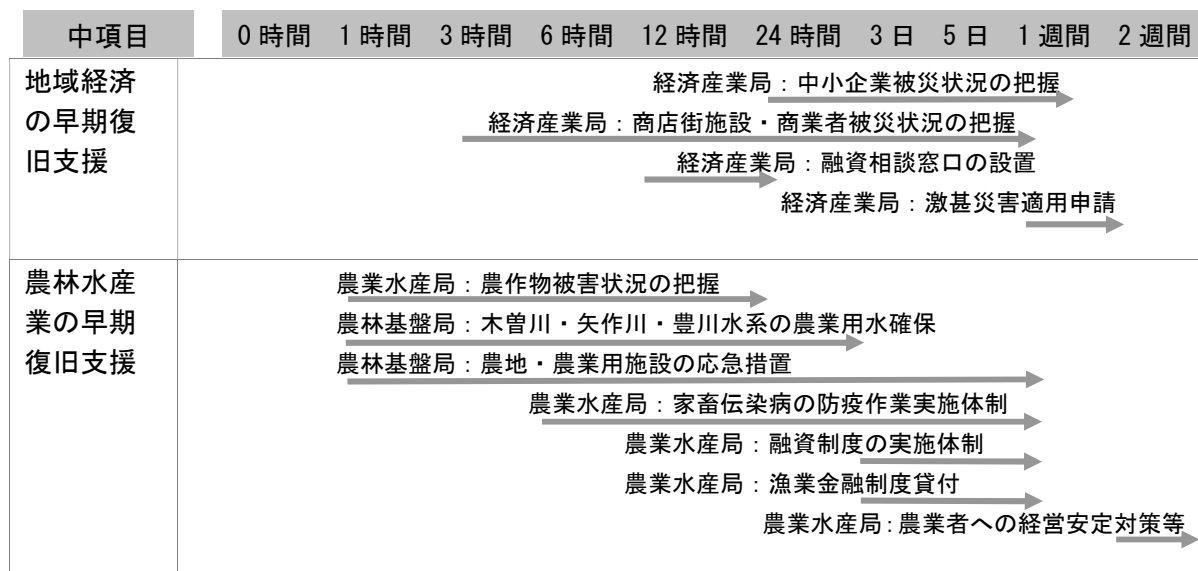 中項目 0時間 1時間 3時間 6時間 12時間 24時間 3日 5日 1週間 2週間
地域経済
の早期復
旧支援
経済産業局：中小企業被災状況の把握
経済産業局：商店街施設・商業者被災状況の把握
経済産業局：融資相談窓口の設置
経済産業局：激甚災害適用申請
農林水産
業の早期
復旧支援
農業水産局：農作物被害状況の把握
農林基盤局：木曽川・矢作川・豊川水系の農業用水確保
農林基盤局：農地・農業用施設の応急措置
農業水産局：家畜伝染病の防疫作業実施体制
農業水産局：融資制度の実施体制
農業水産局：漁業金融制度貸付
農業水産局：農業者への経営安定対策等